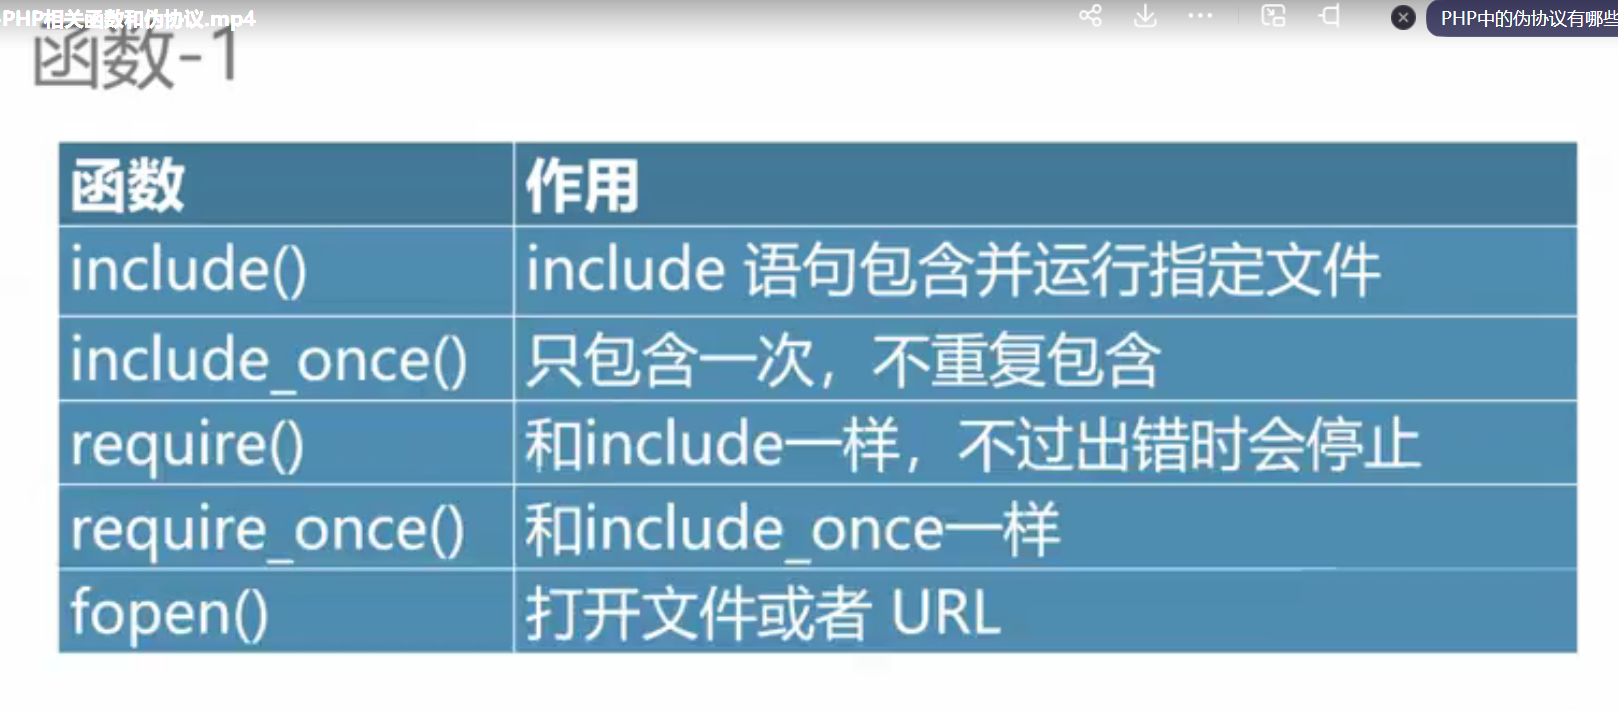 PHP相关函数和伪协议.mp4
PHP中的伪协议有哪些
函数-1
函数 作用
include() include 语句包含并运行指定文件
include_once() 只包含一次，不重复包含
require() 和include一样，不过出错时会停止
require_once() 和include_once一样
fopen() 打开文件或者 URL